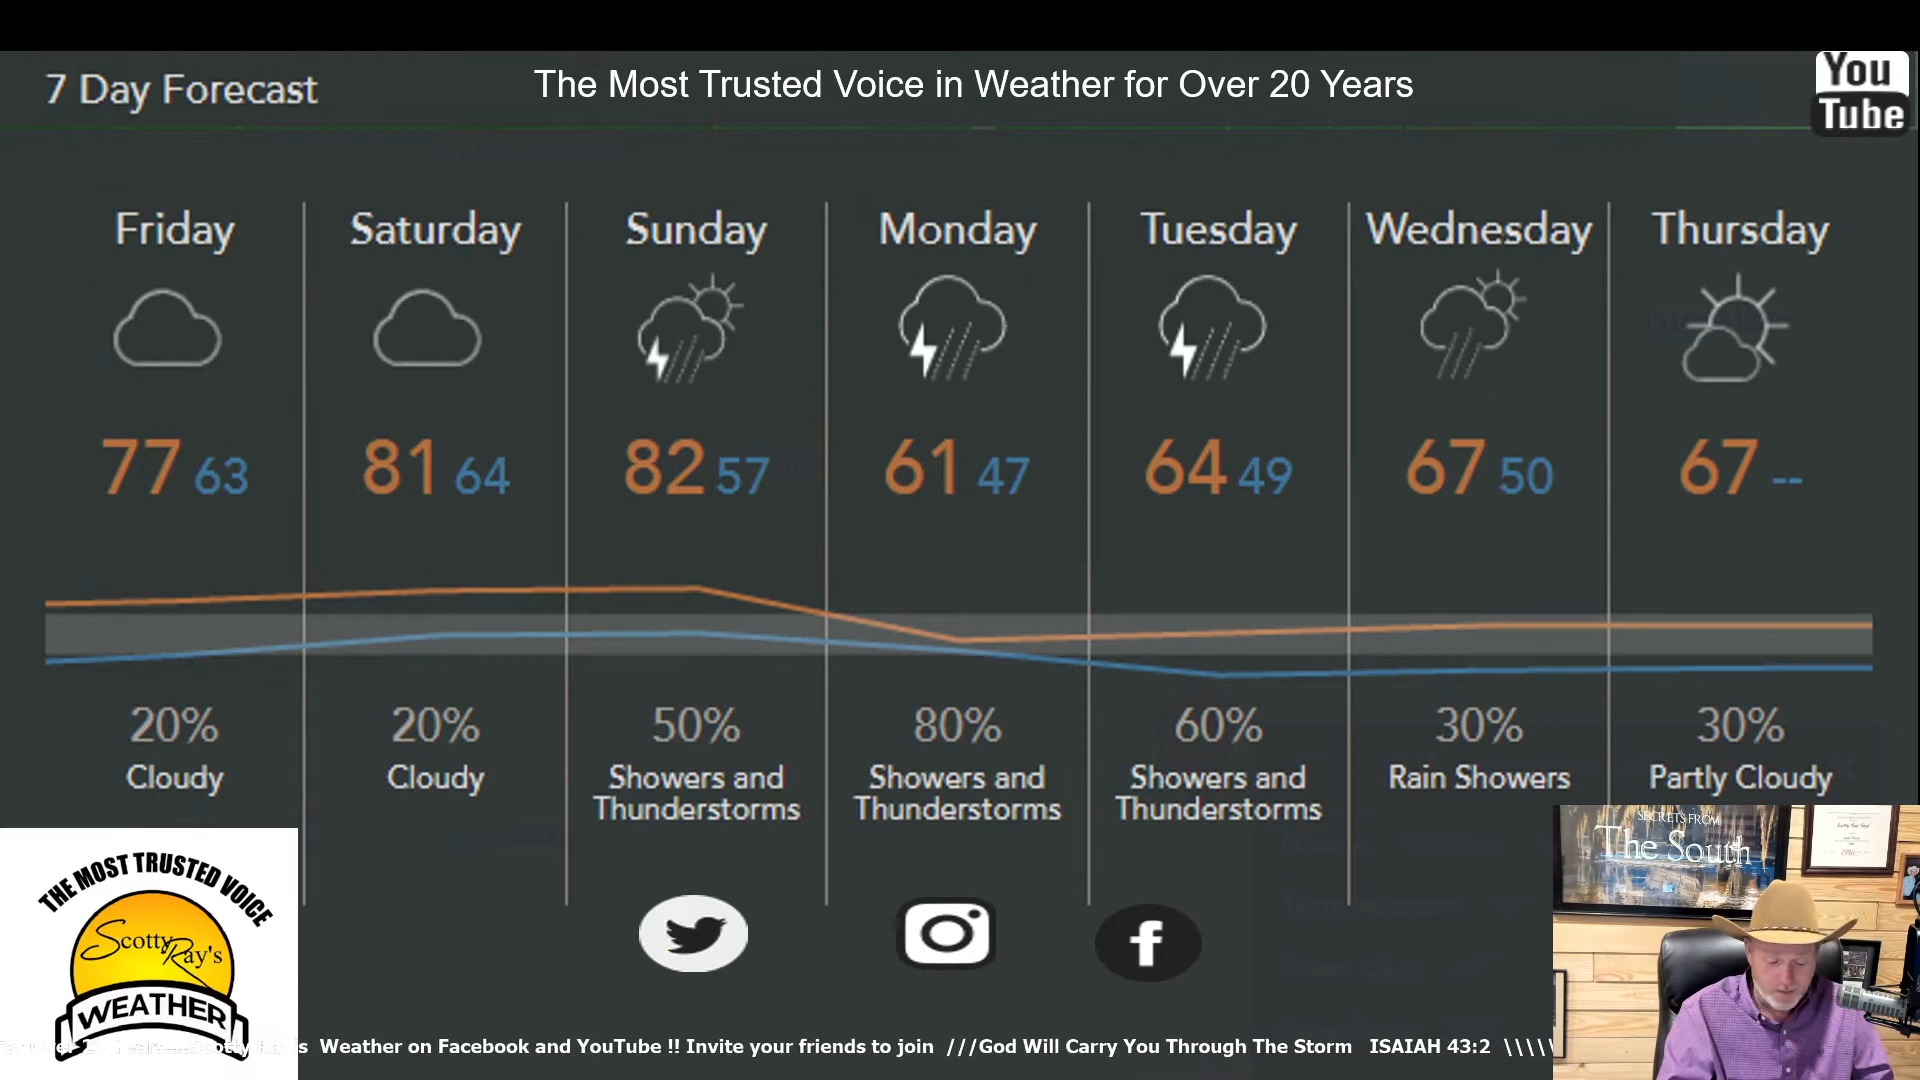 7 Day Forecast
The Most Trusted Voice in Weather for Over 20 Years
You
Tube
Friday
Saturday
Sunday
Monday
Tuesday
Wednesday
Thursday
77 63
81 64
82 57
61 47
64 49
67 50
67 --
20%
20%
50%
80%
60%
30%
30%
Cloudy
Cloudy
Showers and
Thunderstorms
Showers and
Thunderstorms
Showers and
Thunderstorms
Rain Showers
Partly Cloudy
THE MOST TRUSTED VOICE
Scotty
Ray's
WEATHER
SECRETS FROM
The South
f
Weather on Facebook and YouTube !! Invite your friends to join ///God Will Carry You Through The Storm ISAIAH 43:2 \\\\